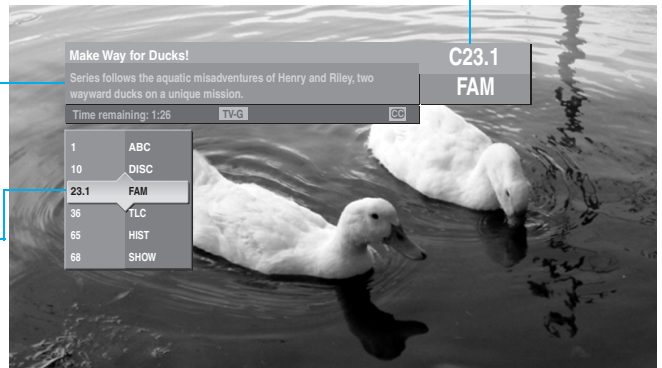 Make Way for Ducks!
C23.1
FAM
Series follows the aquatic misadventures of Henry and Riley, two
wayward ducks on a unique mission.
Time remaining: 1:26 TV-G CC
1 ABC
10 DISC
23.1 FAM
36 TLC
65 HIST
68 SHOW